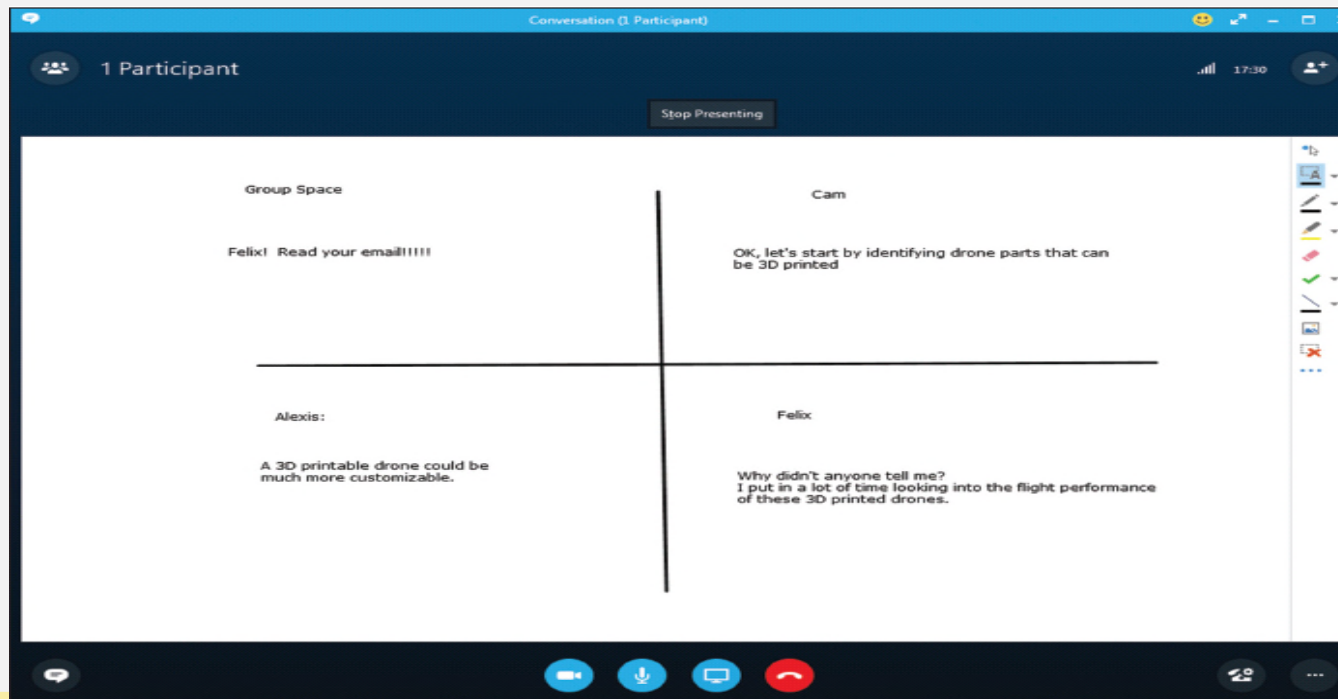 Conversation (1 Participant)
1 Participant
17:30
Stop Presenting
Group Space
Felix!  Read your email!!!!!
Cam
OK, let's start by identifying drone parts that can
be 3D printed
Alexis:
A 3D printable drone could be
much more customizable.
Felix
Why didn't anyone tell me?
I put in a lot of time looking into the flight performance
of these 3D printed drones.